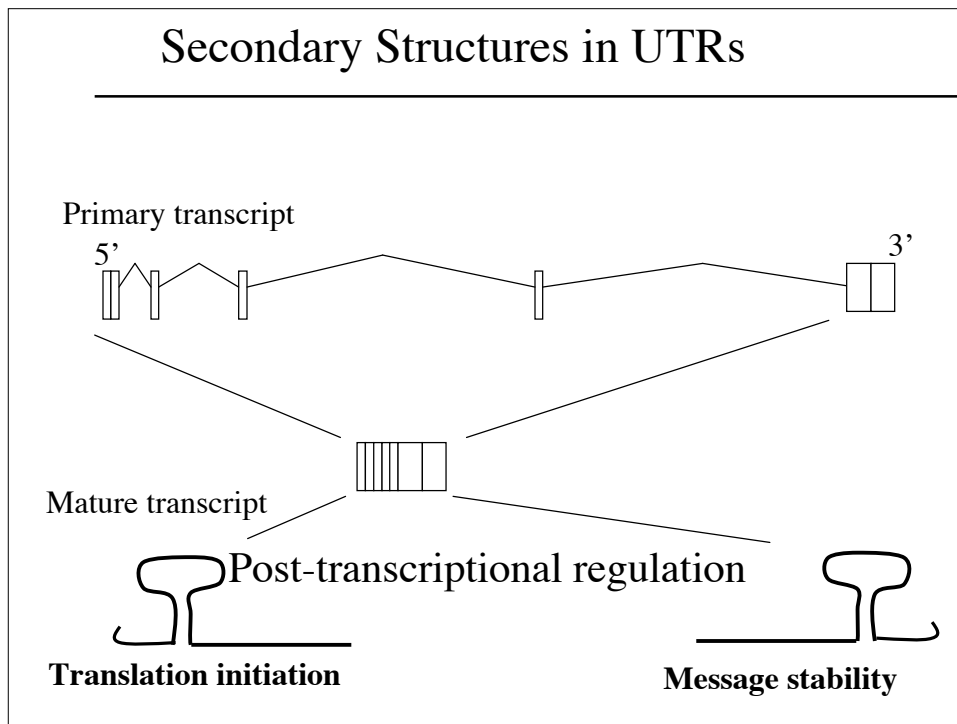 Secondary Structures in UTRs
Primary transcript
5’
3’
Mature transcript
Post-transcriptional regulation
Translation initiation
Message stability